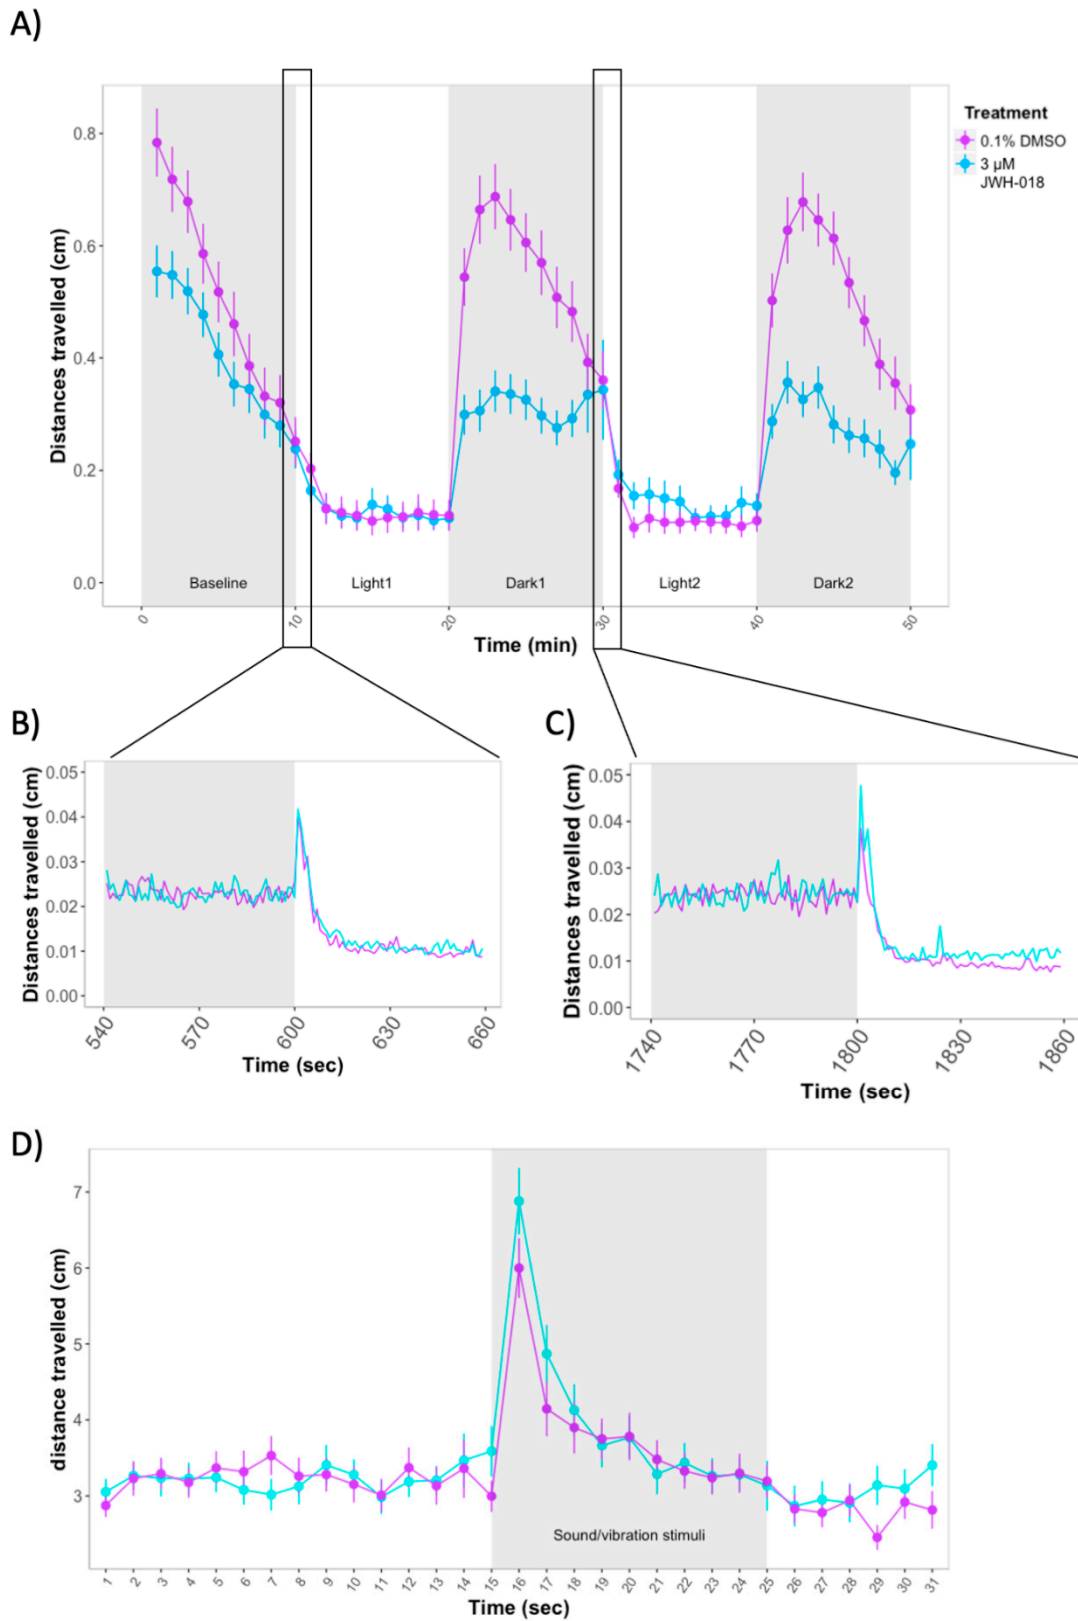 A)
Distances travelled (cm)
0.8
0.6
0.4
0.2
0.0
Baseline
Light1
Dark1
Light2
Dark2
0
10
20
30
40
50
Time (min)
Treatment
0.1% DMSO
3 µM
JWH-018
B)
Distances travelled (cm)
0.05
0.04
0.03
0.02
0.01
0.00
540
570
600
630
660
Time (sec)
C)
Distances travelled (cm)
0.05
0.04
0.03
0.02
0.01
0.00
1740
1770
1800
1830
1860
Time (sec)
D)
distance travelled (cm)
7
6
5
4
3
Sound/vibration stimuli
1 2 3 4 5 6 7 8 9 10 11 12 13 14 15 16 17 18 19 20 21 22 23 24 25 26 27 28 29 30 31
Time (sec)